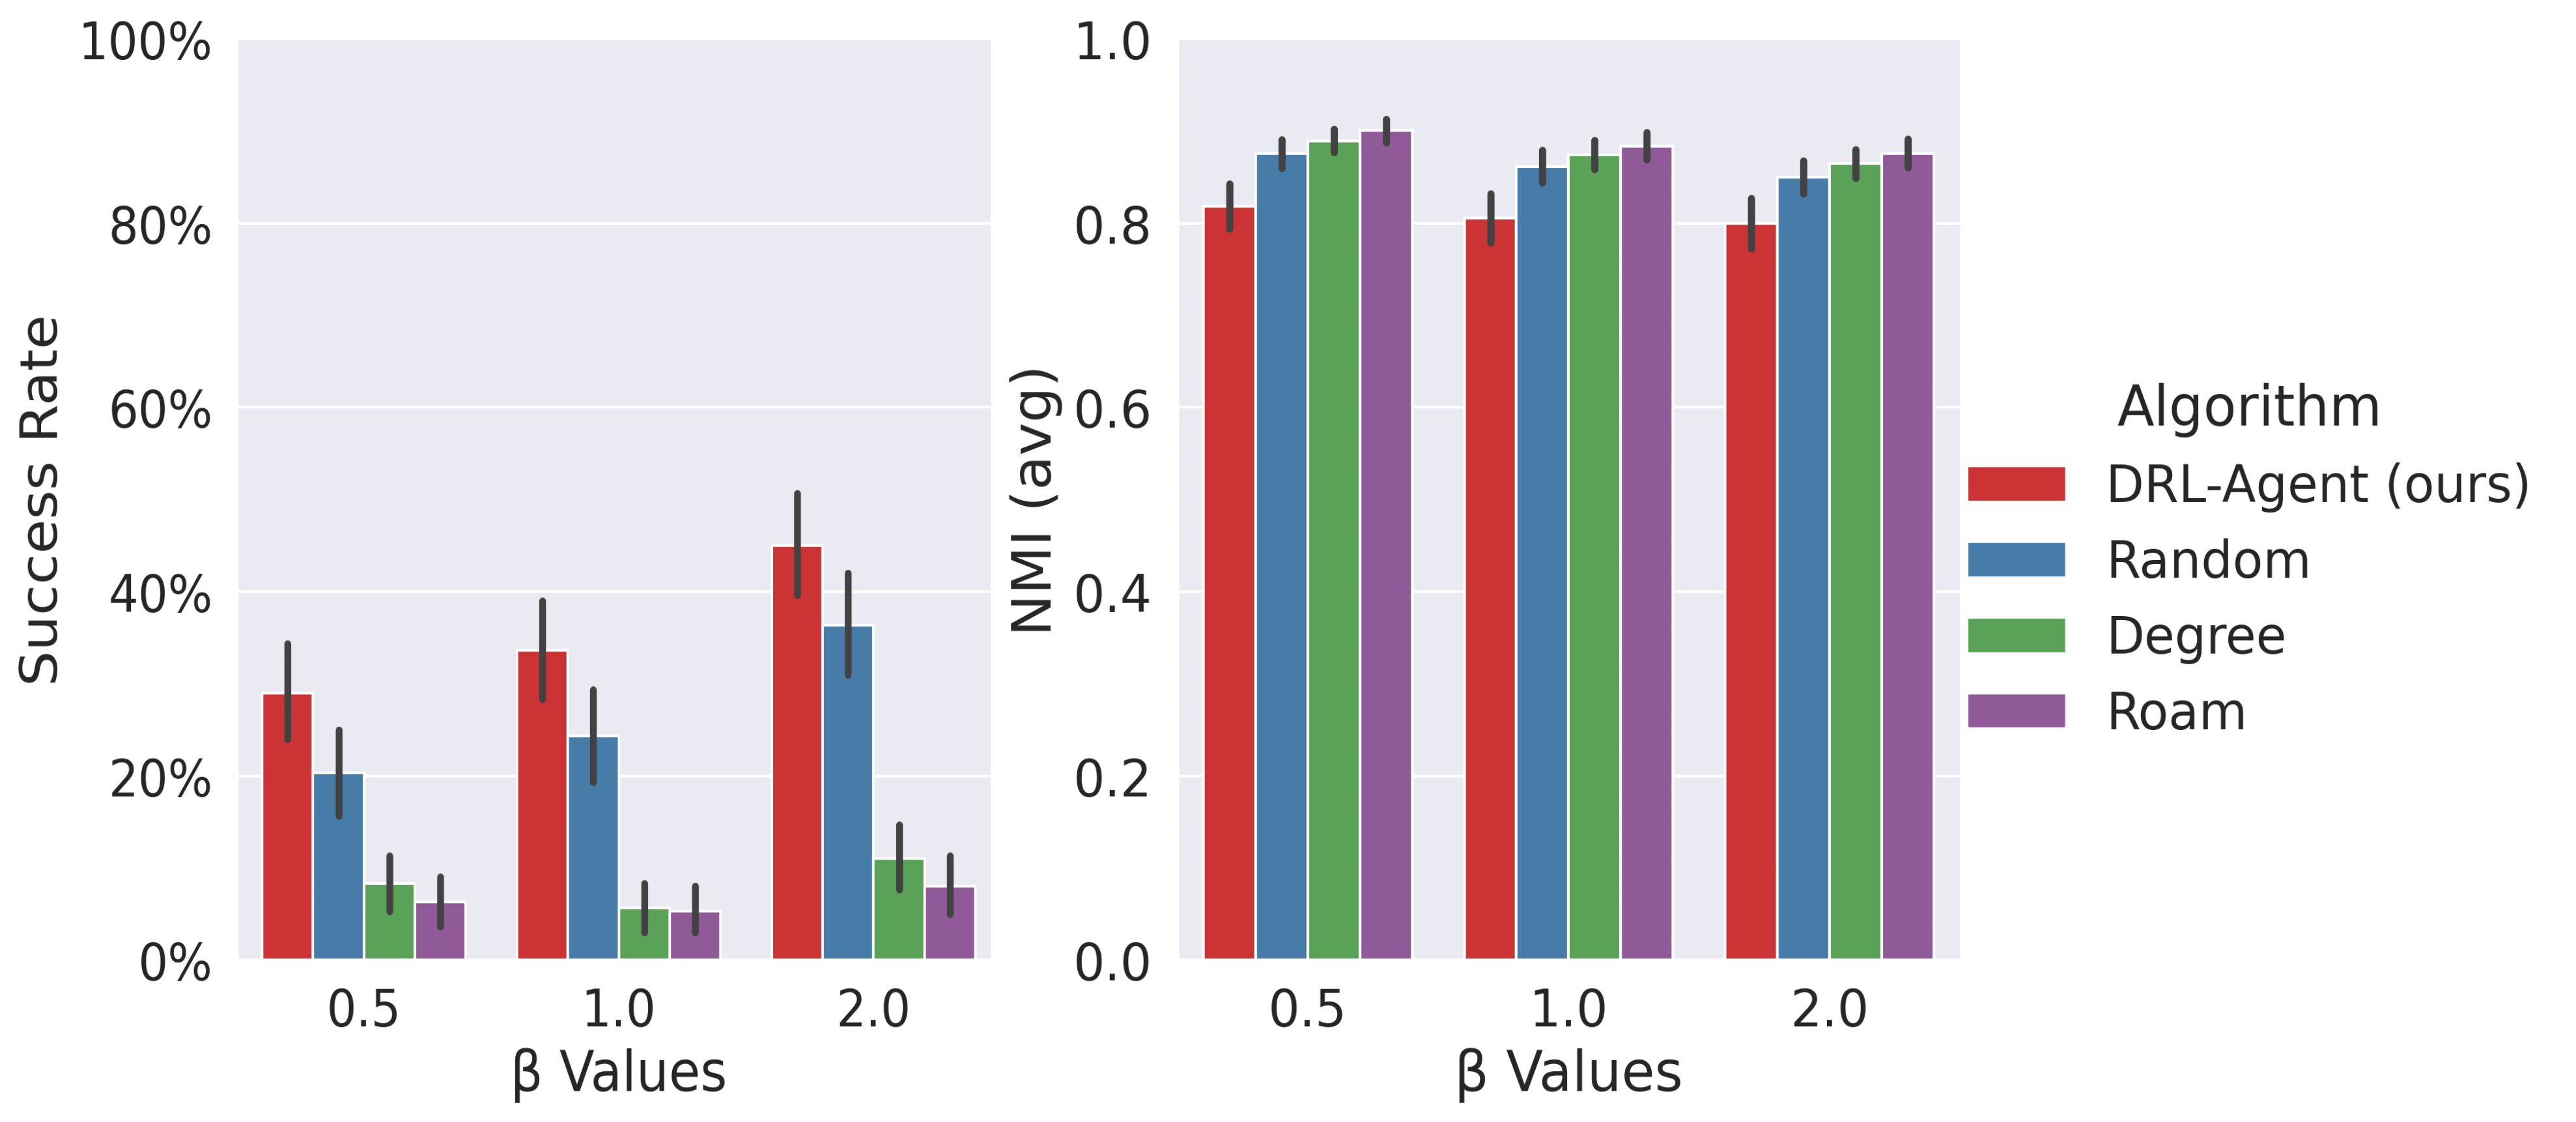 100%
80%
60%
40%
20%
0%
Success Rate
0.5 1.0 2.0
β Values
1.0
0.8
0.6
0.4
0.2
0.0
NMI (avg)
0.5 1.0 2.0
β Values
Algorithm
DRL-Agent (ours)
Random
Degree
Roam